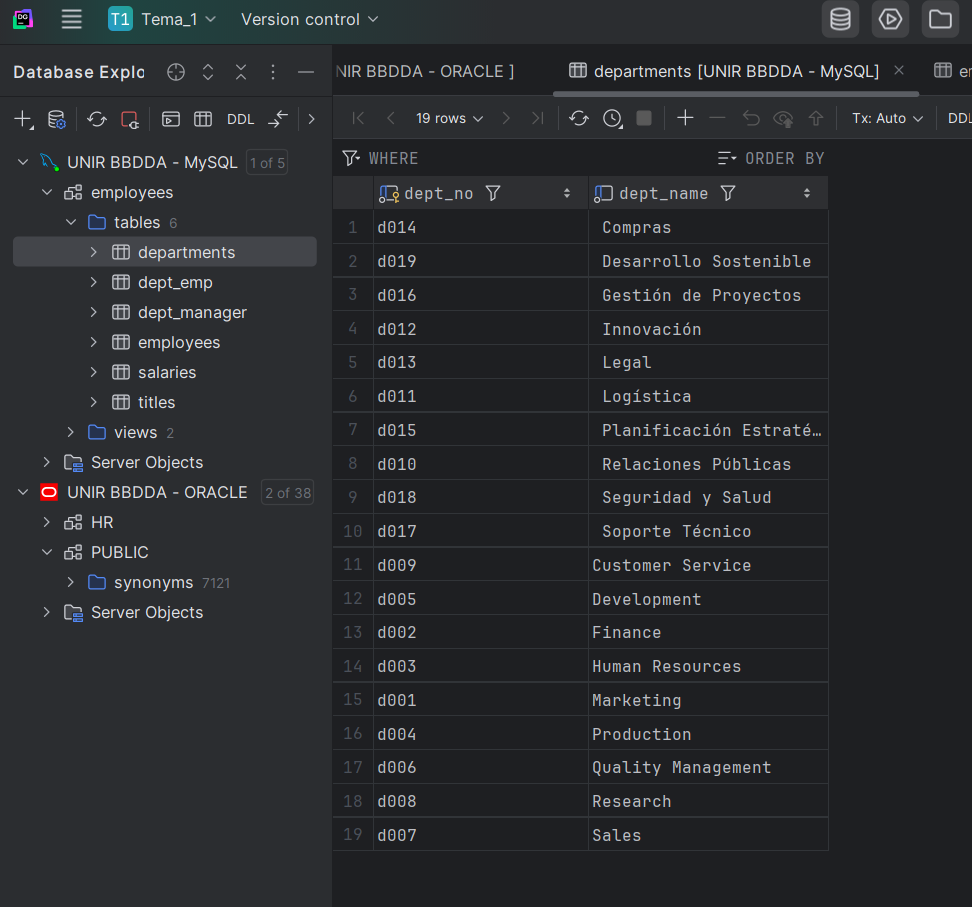 DG
T1 Tema_1 Version control
Database Explo
NIR BBDDA - ORACLE ]
departments [UNIR BBDDA - MySQL]
DDL
19 rows
Tx: Auto
WHERE
ORDER BY
UNIR BBDDA - MySQL 1 of 5
employees
tables 6
departments
dept_emp
dept_manager
employees
salaries
titles
views 2
Server Objects
UNIR BBDDA - ORACLE 2 of 38
HR
PUBLIC
synonyms 7121
Server Objects
dept_no dept_name
1 d014 Compras
2 d019 Desarrollo Sostenible
3 d016 Gestión de Proyectos
4 d012 Innovación
5 d013 Legal
6 d011 Logística
7 d015 Planificación Estraté…
8 d010 Relaciones Públicas
9 d018 Seguridad y Salud
10 d017 Soporte Técnico
11 d009 Customer Service
12 d005 Development
13 d002 Finance
14 d003 Human Resources
15 d001 Marketing
16 d004 Production
17 d006 Quality Management
18 d008 Research
19 d007 Sales